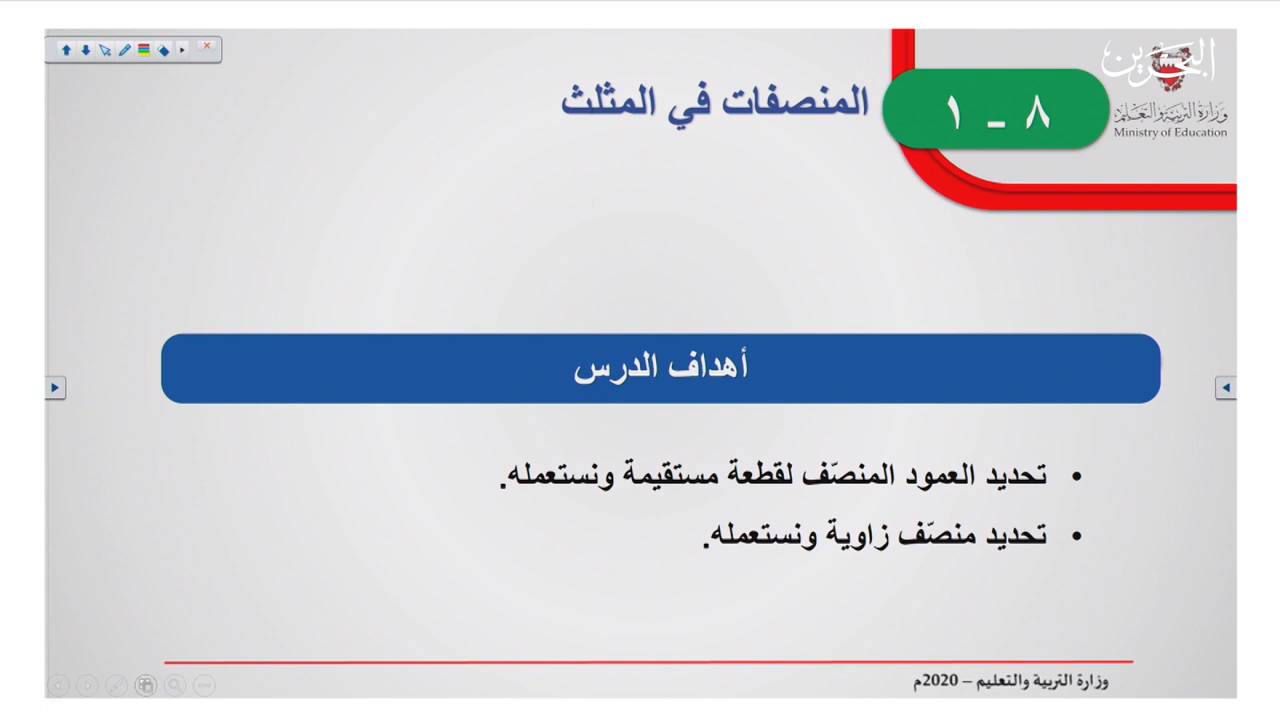 البحرين
وزارة التربية والتعليم
Ministry of Education
٨ - ١
المنصفات في المثلث
أهداف الدرس
• تحديد العمود المنصّف لقطعة مستقيمة ونستعمله.
• تحديد منصّف زاوية ونستعمله.
وزارة التربية والتعليم – 2020م